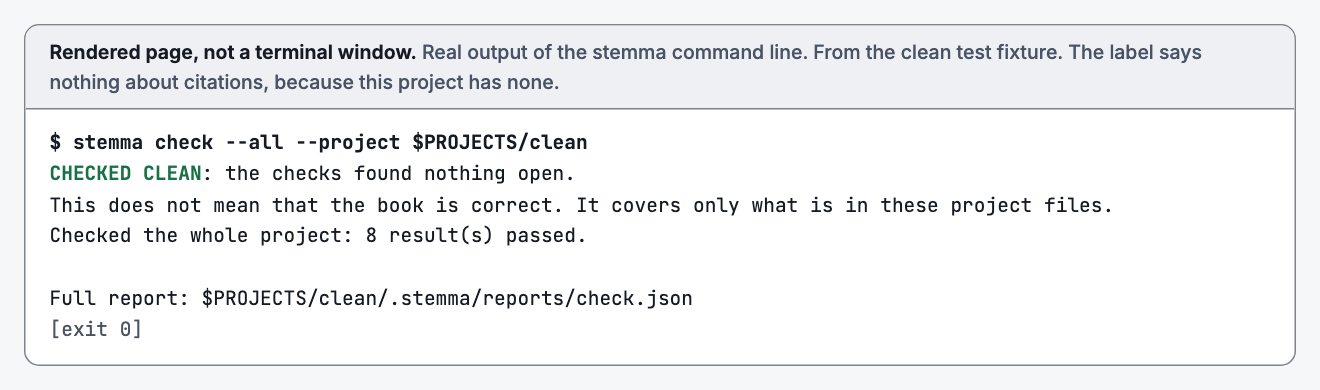 Rendered page, not a terminal window. Real output of the stemma command line. From the clean test fixture. The label says
nothing about citations, because this project has none.
$ stemma check --all --project $PROJECTS/clean
CHECKED CLEAN: the checks found nothing open.
This does not mean that the book is correct. It covers only what is in these project files.
Checked the whole project: 8 result(s) passed.
Full report: $PROJECTS/clean/.stemma/reports/check.json
[exit 0]